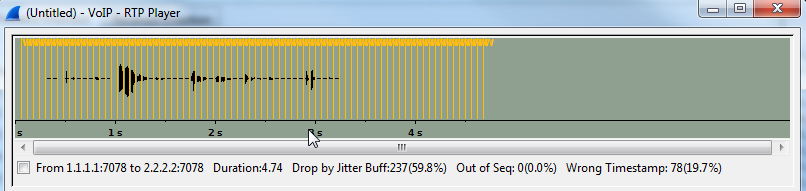 (Untitled) - VoIP - RTP Player
s 1 s 2 s 3 s 4 s
From 1.1.1.1:7078 to 2.2.2.2:7078 Duration:4.74 Drop by Jitter Buff:237(59.8%) Out of Seq: 0(0.0%) Wrong Timestamp: 78(19.7%)